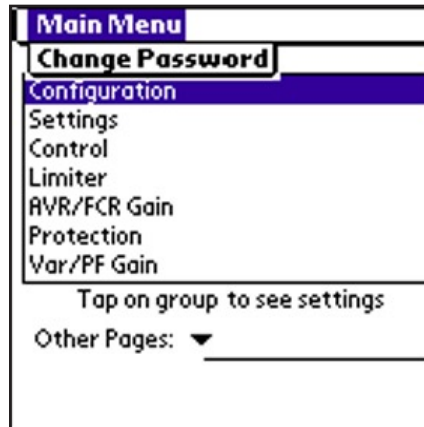 Main Menu
Change Password
Configuration
Settings
Control
Limiter
AVR/FCR Gain
Protection
Var/PF Gain
Tap on group to see settings
Other Pages: